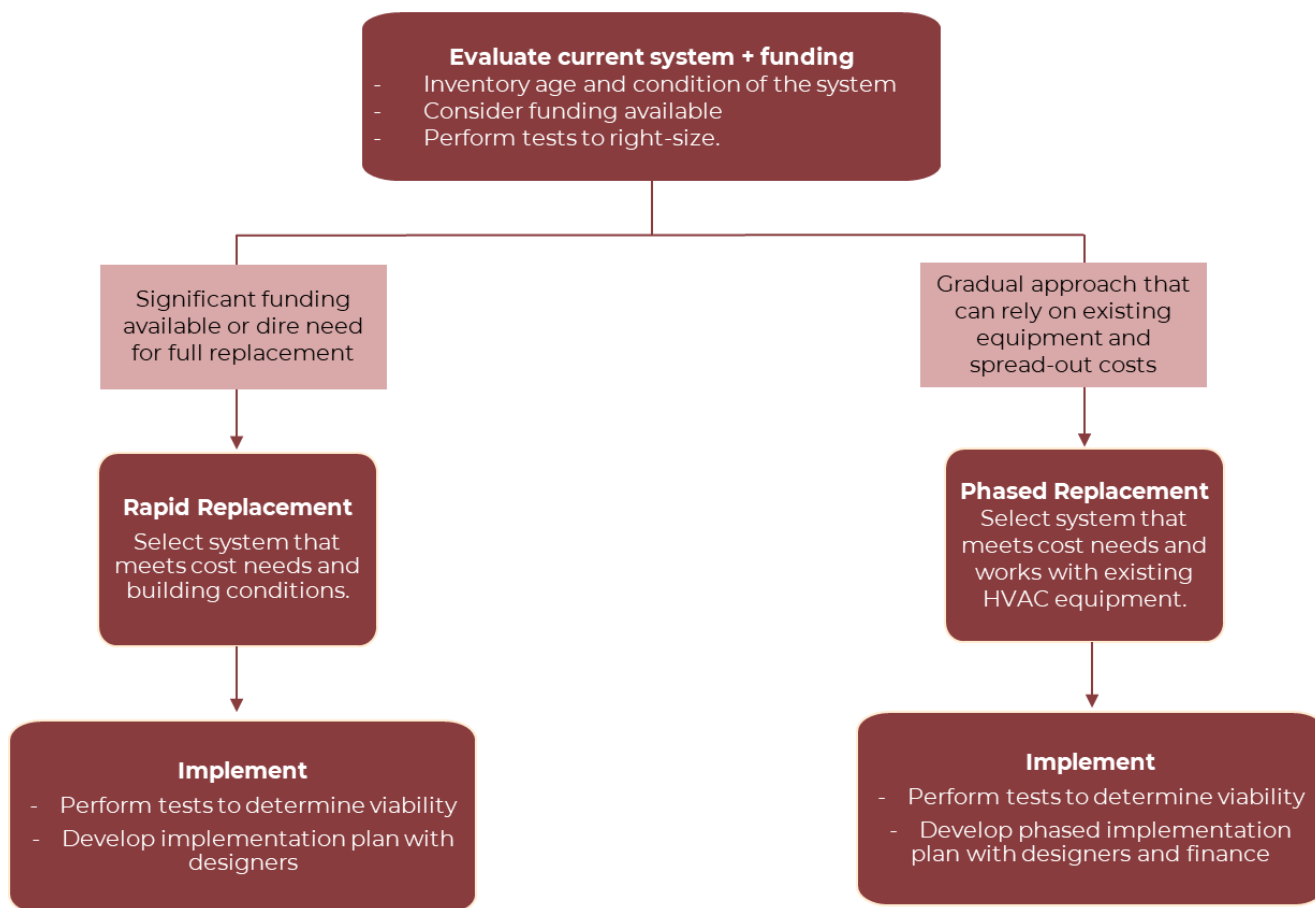 Evaluate current system + funding
- Inventory age and condition of the system
- Consider funding available
- Perform tests to right-size.
Significant funding
available or dire need
for full replacement
Gradual approach that
can rely on existing
equipment and
spread-out costs
Rapid Replacement
Select system that
meets cost needs and
building conditions.
Phased Replacement
Select system that
meets cost needs and
works with existing
HVAC equipment.
Implement
- Perform tests to determine viability
- Develop implementation plan with
designers
Implement
- Perform tests to determine viability
- Develop phased implementation
plan with designers and finance